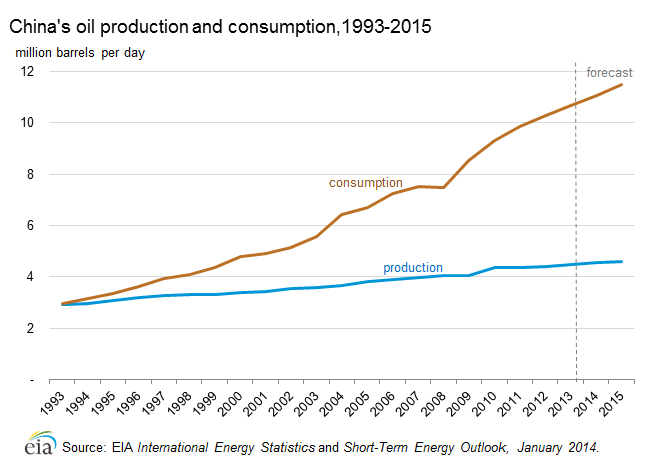 China's oil production and consumption,1993-2015
million barrels per day
forecast
12
10
8
6
4
2
-
consumption
production
1993 1994 1995 1996 1997 1998 1999 2000 2001 2002 2003 2004 2005 2006 2007 2008 2009 2010 2011 2012 2013 2014 2015
eia Source: EIA International Energy Statistics and Short-Term Energy Outlook, January 2014.